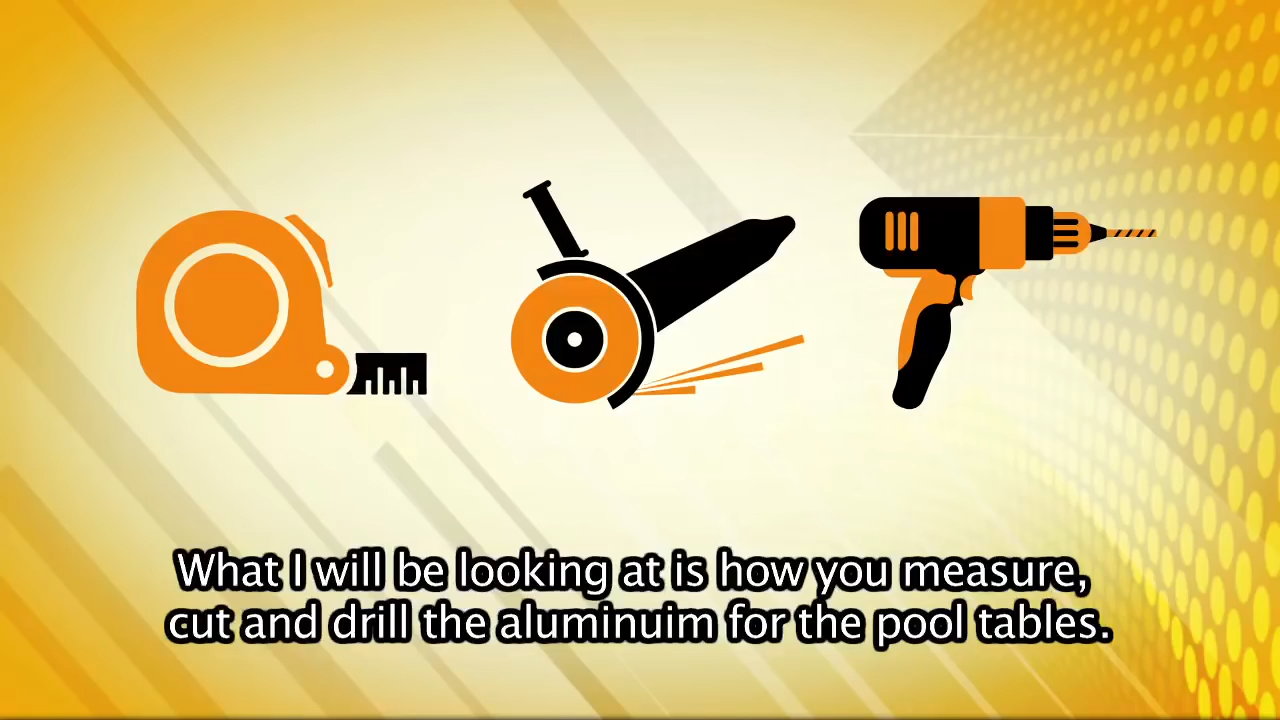 What I will be looking at is how you measure,
cut and drill the aluminuim for the pool tables.